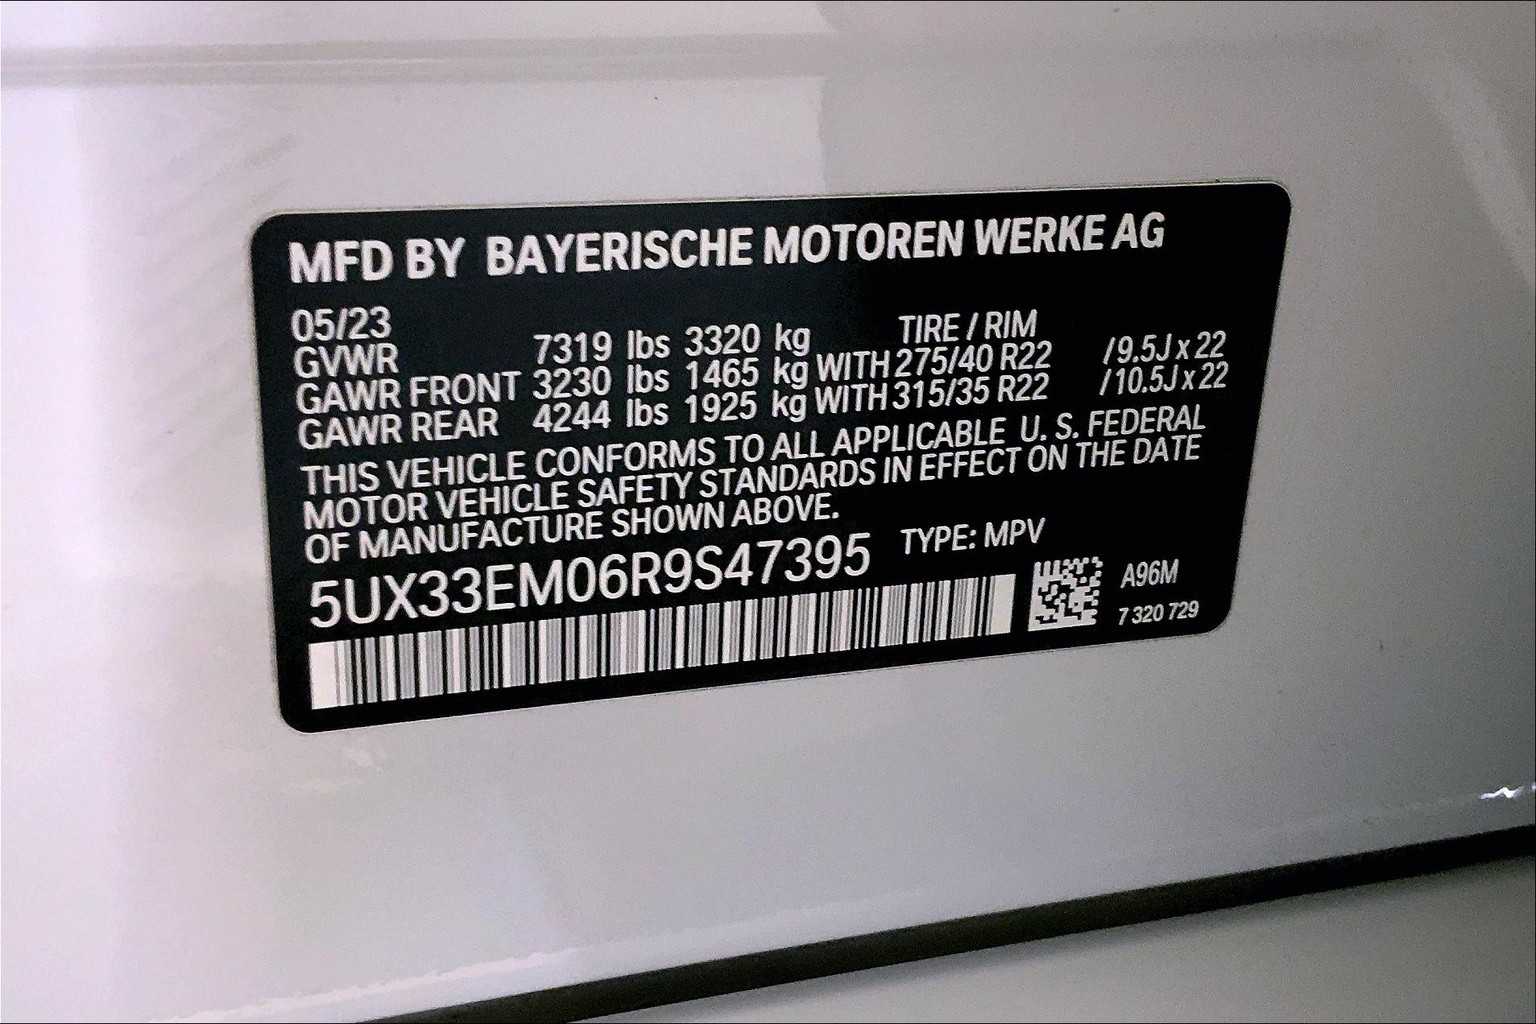 MFD BY BAYERISCHE MOTOREN WERKE AG
05/23 TIRE / RIM
GVWR 7319 lbs 3320 kg
GAWR FRONT 3230 lbs 1465 kg WITH 275/40 R22 / 9.5J x 22
GAWR REAR 4244 lbs 1925 kg WITH 315/35 R22 / 10.5J x 22
THIS VEHICLE CONFORMS TO ALL APPLICABLE U. S. FEDERAL
MOTOR VEHICLE SAFETY STANDARDS IN EFFECT ON THE DATE
OF MANUFACTURE SHOWN ABOVE.
5UX33EM06R9S47395 TYPE: MPV
A96M
7 320 729